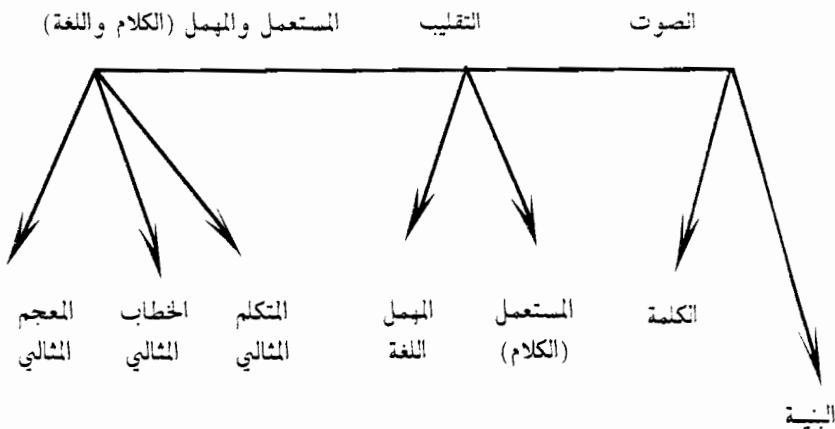 الصوت
التقليب
المستعمل والمهمل (الكلام واللغة)
الكلمة
المستعمل
(الكلام)
المهمل
اللغة
المتكلم
المثالي
الخطاب
المثالي
المعجم
المثالي
البنية